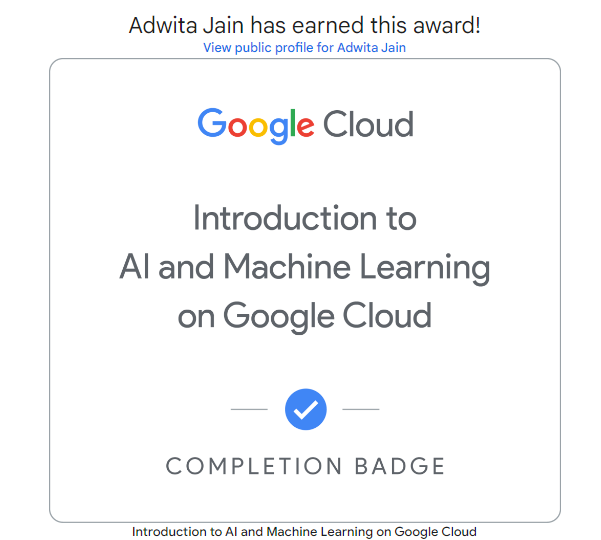 Adwita Jain has earned this award!
View public profile for Adwita Jain
Google Cloud
Introduction to
AI and Machine Learning
on Google Cloud
COMPLETION BADGE
Introduction to AI and Machine Learning on Google Cloud